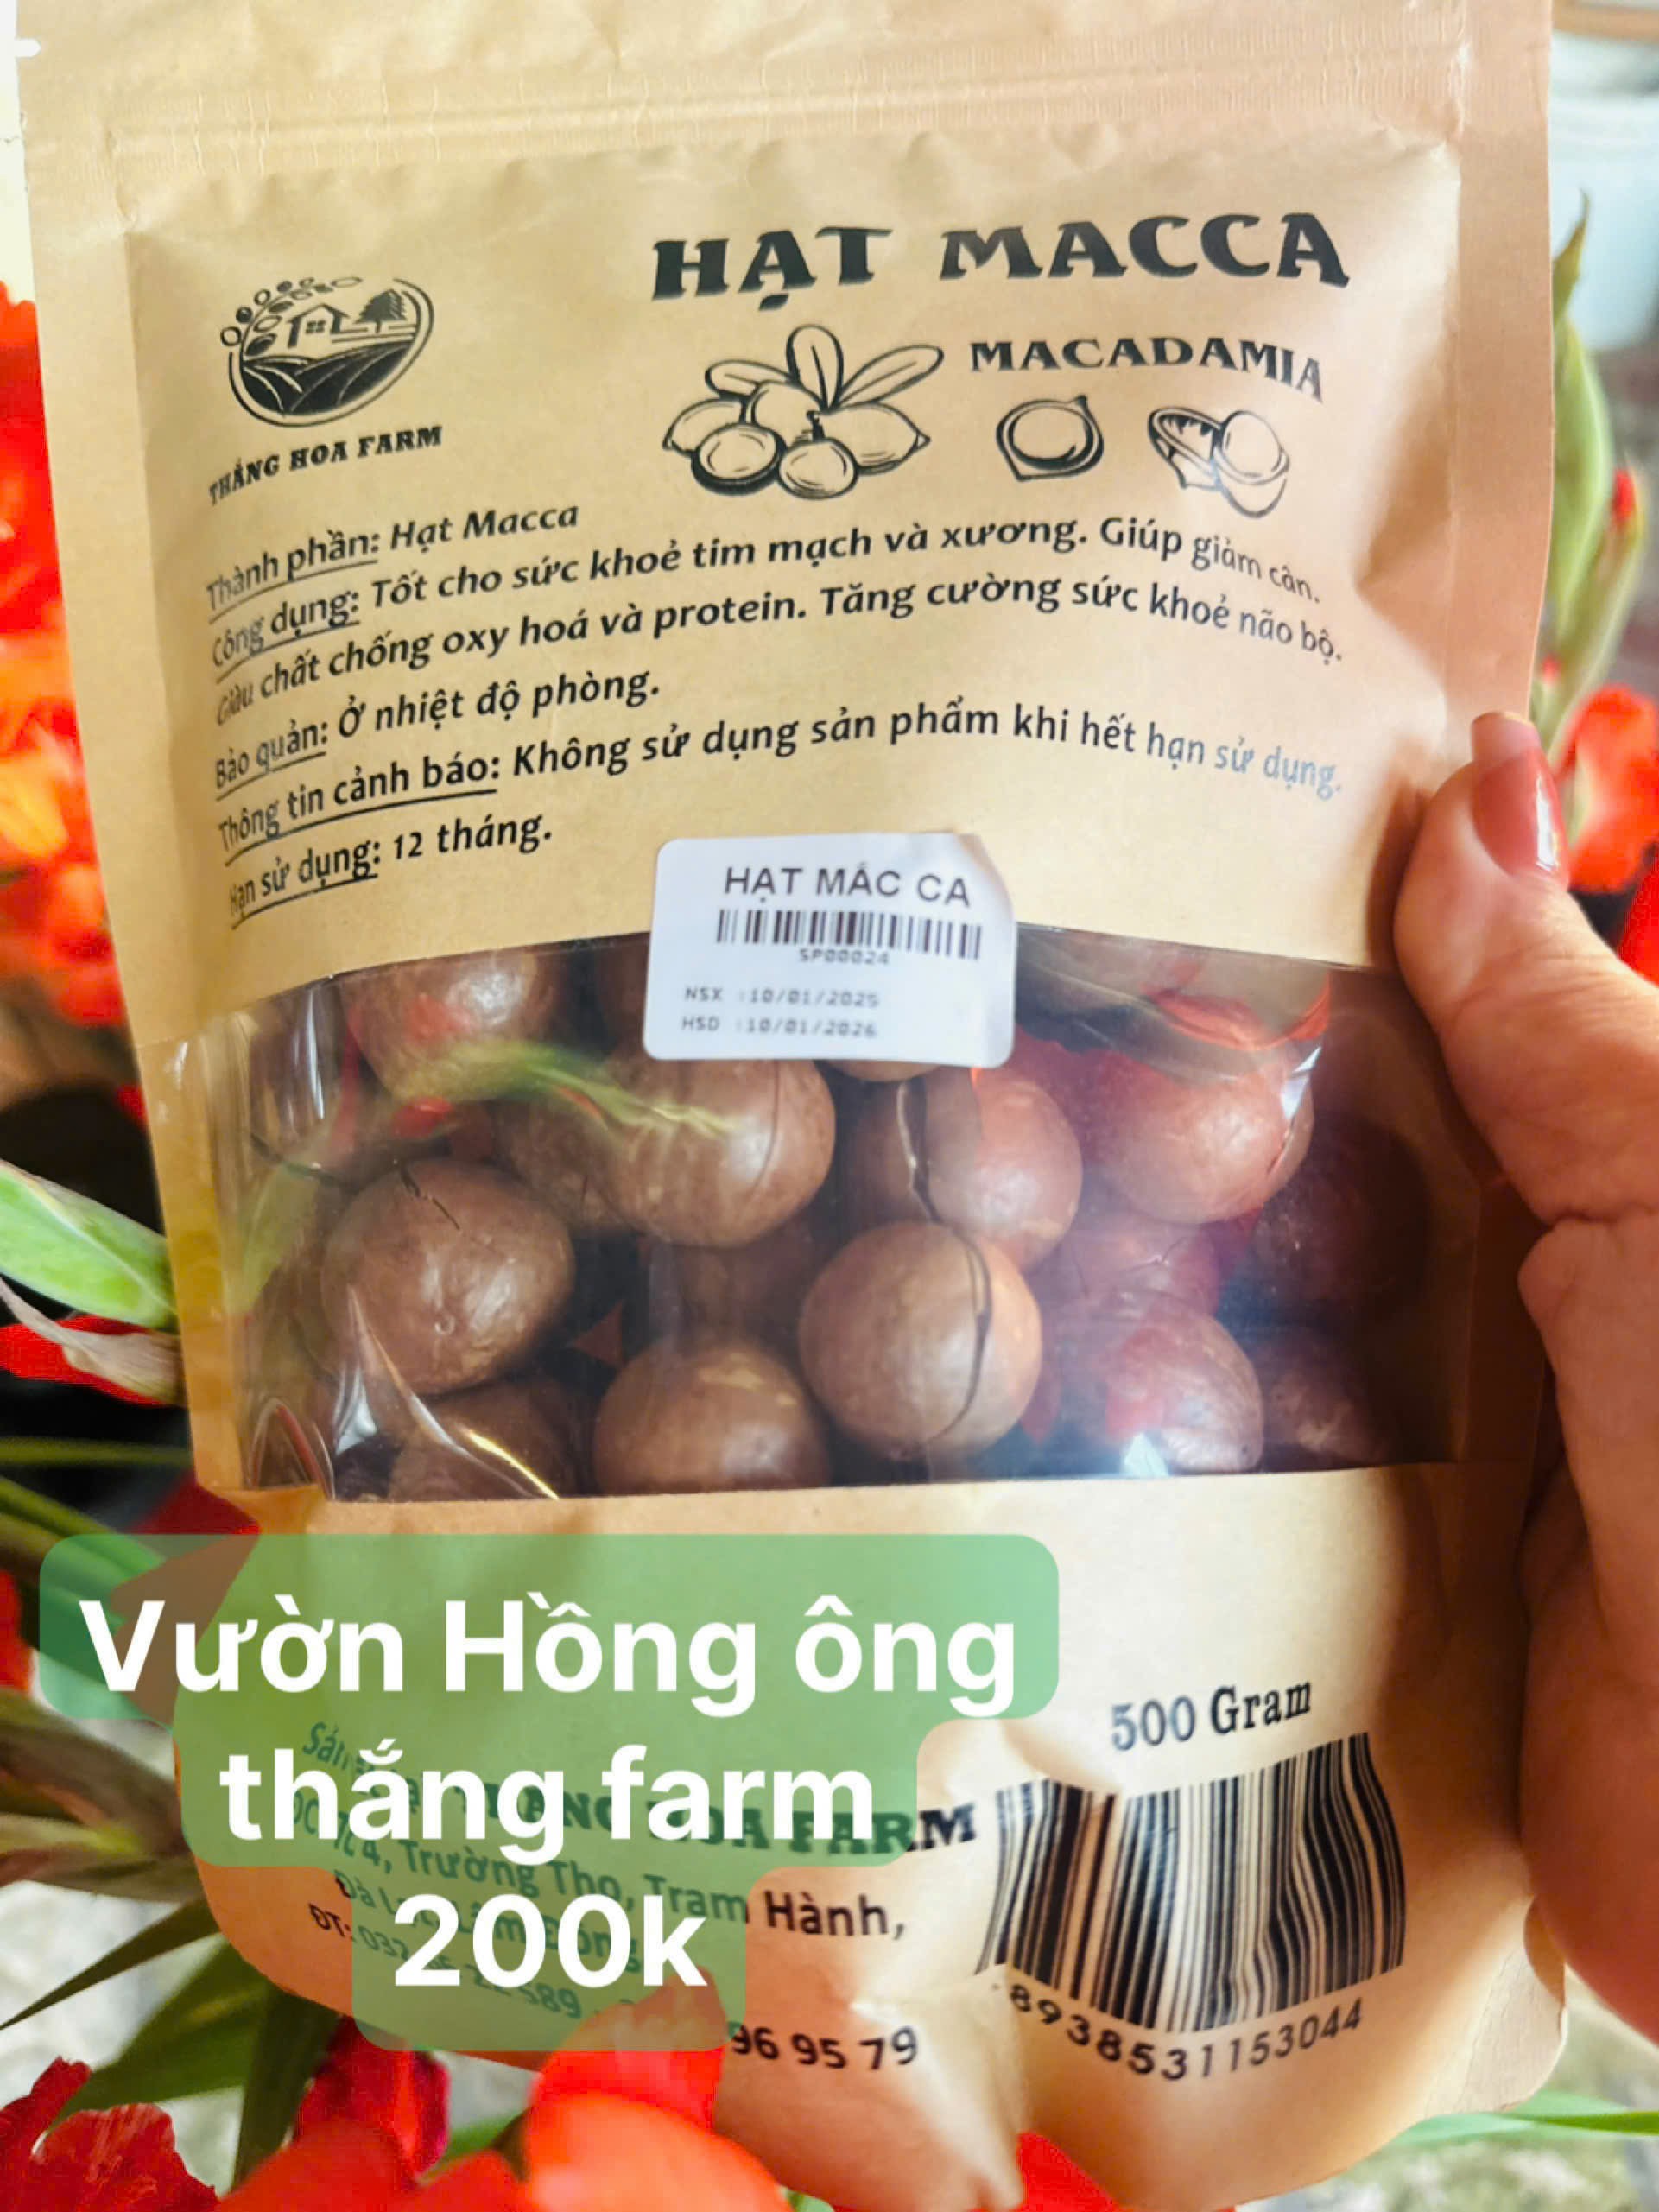 HẠT MACCA
MACADAMIA
THẮNG HOA FARM
Thành phần: Hạt Macca
Công dụng: Tốt cho sức khoẻ tim mạch và xương. Giúp giảm cân.
Giàu chất chống oxy hoá và protein. Tăng cường sức khoẻ não bộ.
Bảo quản: Ở nhiệt độ phòng.
Thông tin cảnh báo: Không sử dụng sản phẩm khi hết hạn sử dụng.
Hạn sử dụng: 12 tháng.
HẠT MẮC CA
SP00024
NSX : 10/01/2025
HSD : 10/01/2026
Vườn Hồng ông
thắng farm
200k
500 Gram
HOA FARM
Trường Thọ, Trạm Hành,
96 95 79
8938531153044